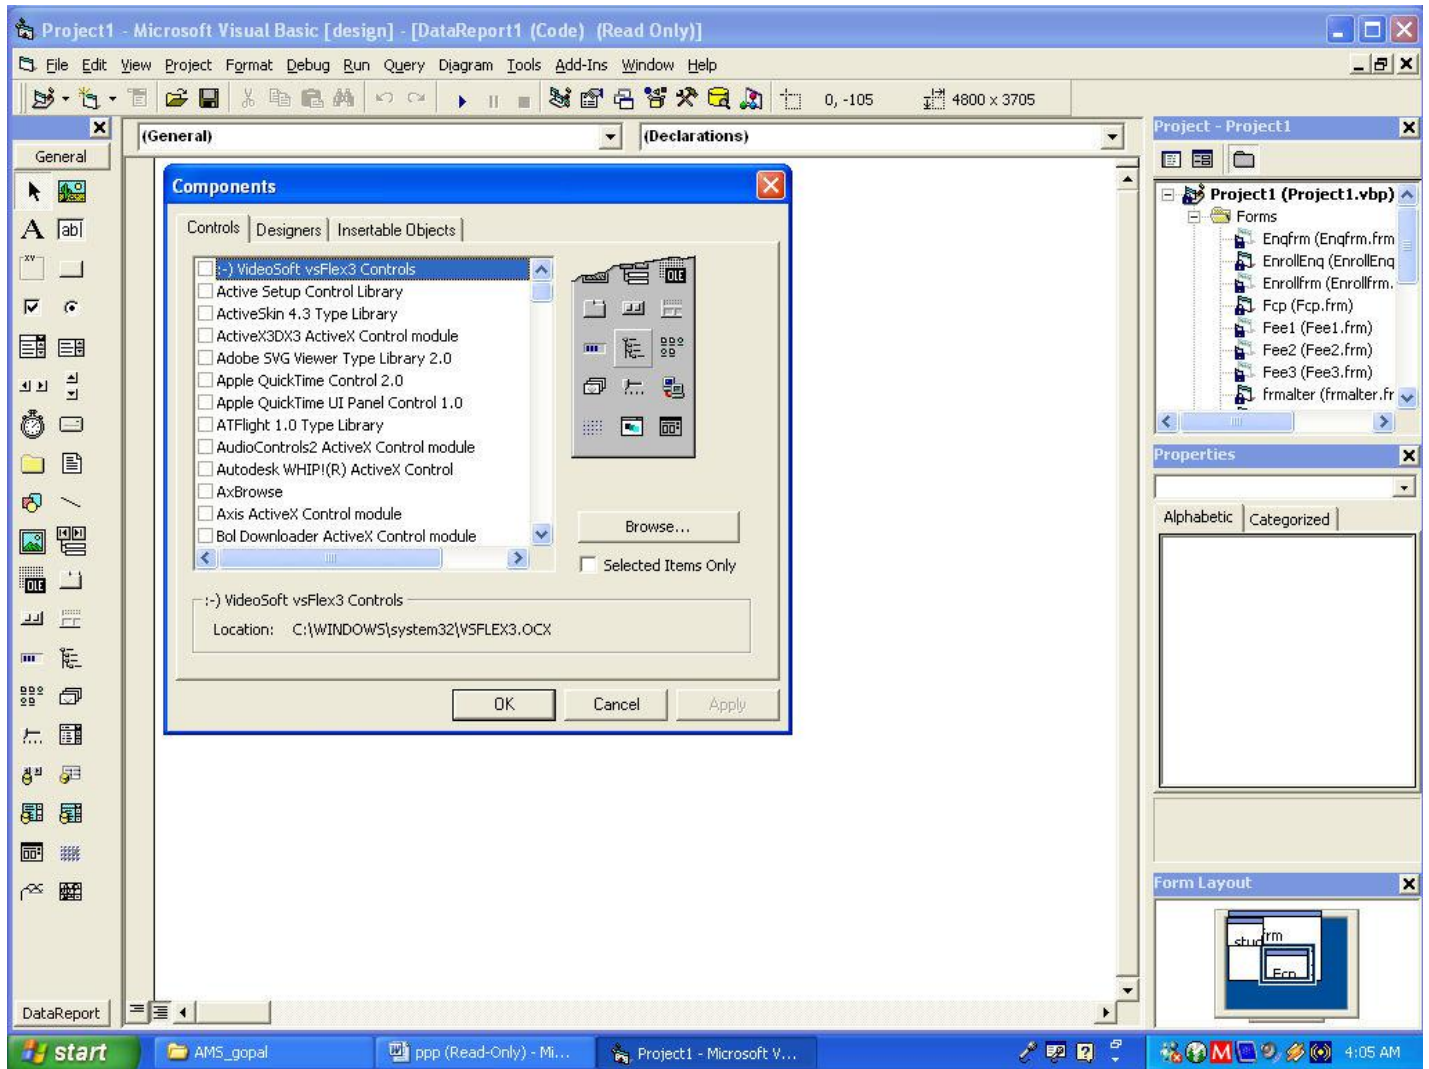 Project1 - Microsoft Visual Basic [design] - [DataReport1 (Code) (Read Only)]
File Edit View Project Format Debug Run Query Diagram Tools Add-Ins Window Help
0, -105 4800 x 3705
General
A abl
xv
OLE
DataReport
(General) (Declarations)
Components
Controls Designers Insertable Objects
:-) VideoSoft vsFlex3 Controls
Active Setup Control Library
ActiveSkin 4.3 Type Library
ActiveX3DX3 ActiveX Control module
Adobe SVG Viewer Type Library 2.0
Apple QuickTime Control 2.0
Apple QuickTime UI Panel Control 1.0
ATFlight 1.0 Type Library
AudioControls2 ActiveX Control module
Autodesk WHIP!(R) ActiveX Control
AxBrowse
Axis ActiveX Control module
Bol Downloader ActiveX Control module
OLE
Browse...
Selected Items Only
:-) VideoSoft vsFlex3 Controls
Location: C:\WINDOWS\system32\VSFLEX3.OCX
OK Cancel Apply
Project - Project1
Project1 (Project1.vbp)
Forms
Enqfrm (Enqfrm.frm
EnrollEnq (EnrollEnq
Enrollfrm (Enrollfrm.
Fcp (Fcp.frm)
Fee1 (Fee1.frm)
Fee2 (Fee2.frm)
Fee3 (Fee3.frm)
frmalter (frmalter.fr
Properties
Alphabetic Categorized
Form Layout
stud frm
Fcp
start AMS_gopal ppp (Read-Only) - Mi... Project1 - Microsoft V... 4:05 AM